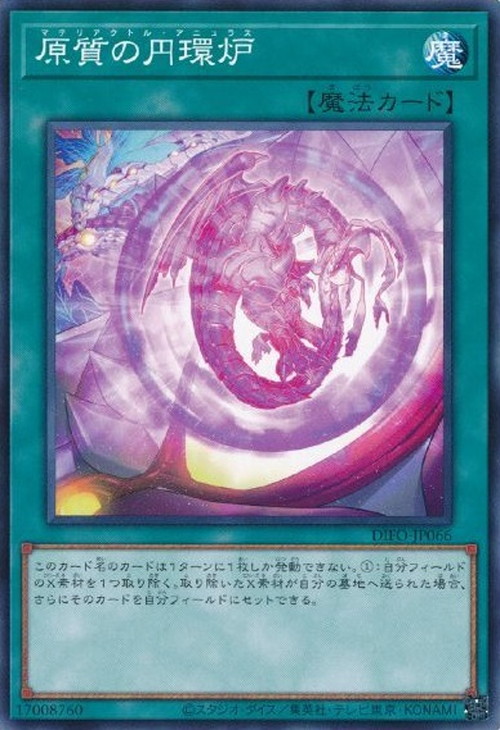 マテリアクトル・アニュラス
原質の円環炉
魔
【魔法カード】
DIFO-JP066
このカード名のカードは1ターンに1枚しか発動できない。①：自分フィールド
のX素材を1つ取り除く。取り除いたX素材が自分の墓地へ送られた場合、
さらにそのカードを自分フィールドにセットできる。
17008760
©スタジオ・ダイス／集英社・テレビ東京・KONAMI